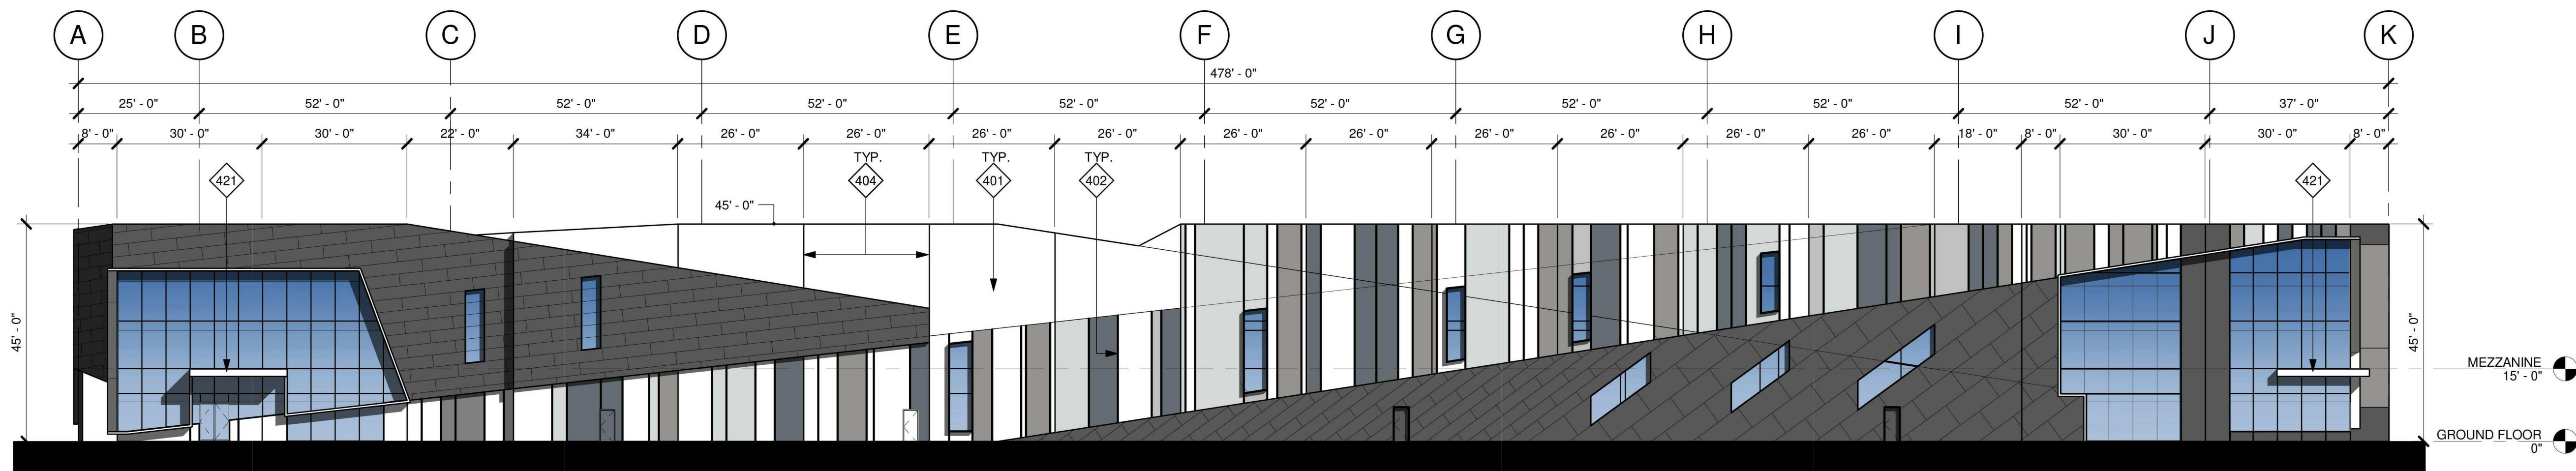 A B C D E F G H I J K
478' - 0"
25' - 0" 52' - 0" 52' - 0" 52' - 0" 52' - 0" 52' - 0" 52' - 0" 52' - 0" 52' - 0" 37' - 0"
8' - 0" 30' - 0" 30' - 0" 22' - 0" 34' - 0" 26' - 0" 26' - 0" 26' - 0" 26' - 0" 26' - 0" 26' - 0" 26' - 0" 26' - 0" 26' - 0" 26' - 0" 18' - 0" 8' - 0" 30' - 0" 30' - 0" 8' - 0"
TYP. TYP. TYP.
421 404 401 402 421
45' - 0"
45' - 0"
45' - 0"
MEZZANINE
15' - 0"
GROUND FLOOR
0"